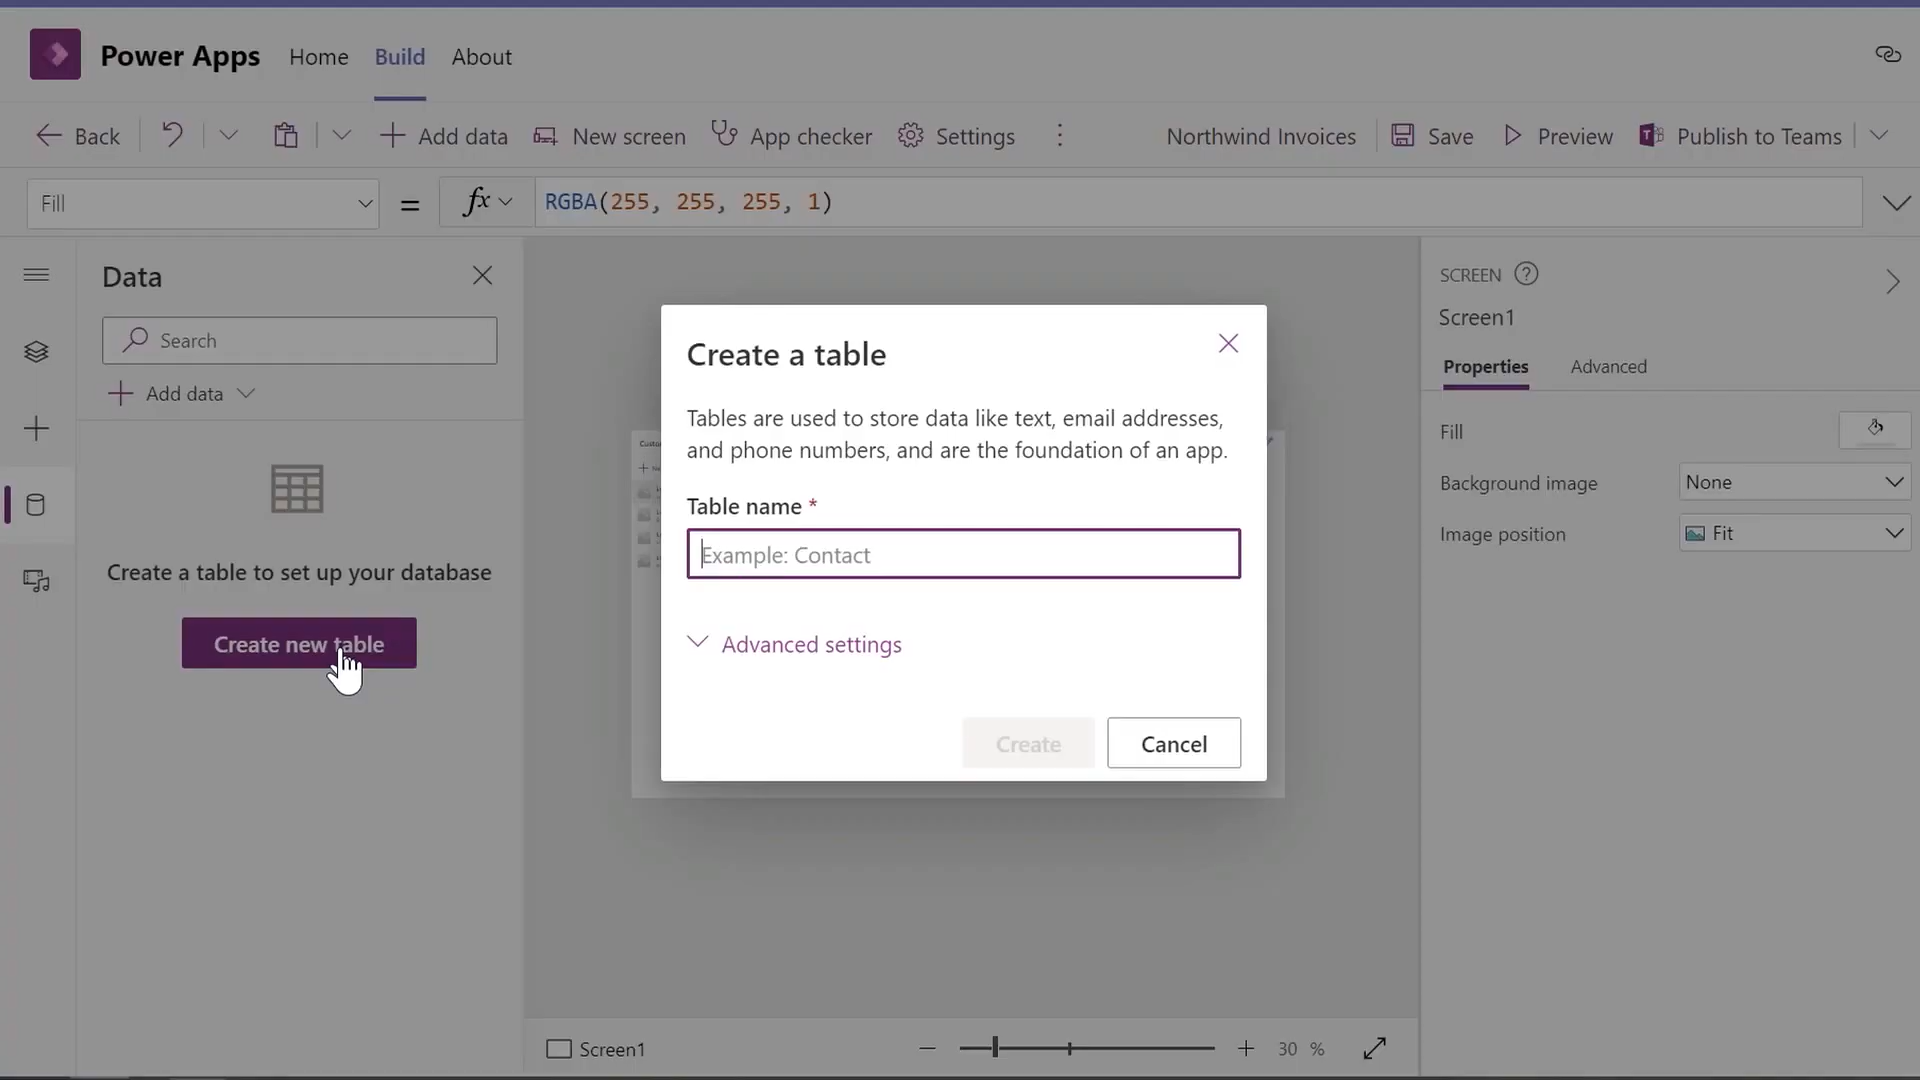 Power Apps Home Build About
Back Add data New screen App checker Settings Northwind Invoices Save Preview Publish to Teams
Fill = fx RGBA(255, 255, 255, 1)
Data
Search
Add data
Create a table to set up your database
Create new table
Create a table
Tables are used to store data like text, email addresses,
and phone numbers, and are the foundation of an app.
Table name *
Example: Contact
Advanced settings
Create Cancel
SCREEN
Screen1
Properties Advanced
Fill
Background image None
Image position Fit
Screen1 30 %